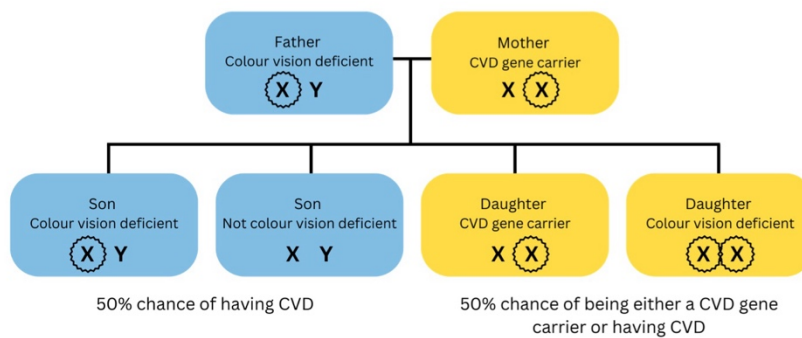 Father
Colour vision deficient
X Y
Mother
CVD gene carrier
X X
Son
Colour vision deficient
X Y
Son
Not colour vision deficient
X Y
Daughter
CVD gene carrier
X X
Daughter
Colour vision deficient
X X
50% chance of having CVD
50% chance of being either a CVD gene
carrier or having CVD